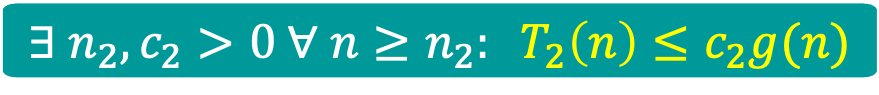 ∃ n₂, c₂ > 0 ∀ n ≥ n₂: T₂(n) ≤ c₂g(n)